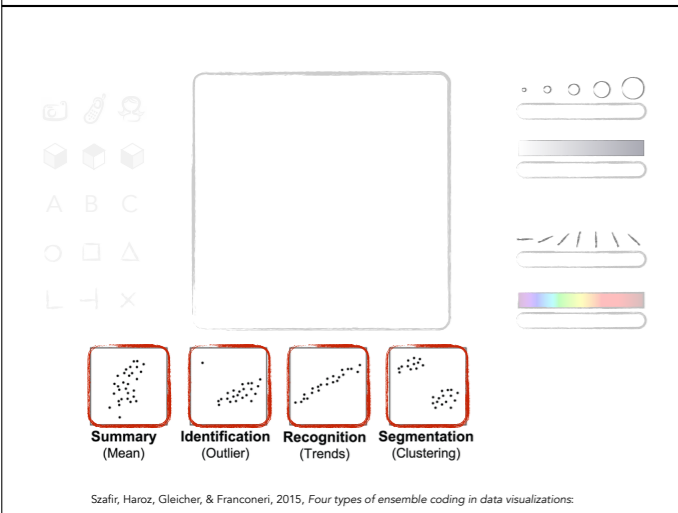 A B C
Summary Identification Recognition Segmentation
(Mean) (Outlier) (Trends) (Clustering)
Szafir, Haroz, Gleicher, & Franconeri, 2015, Four types of ensemble coding in data visualizations: